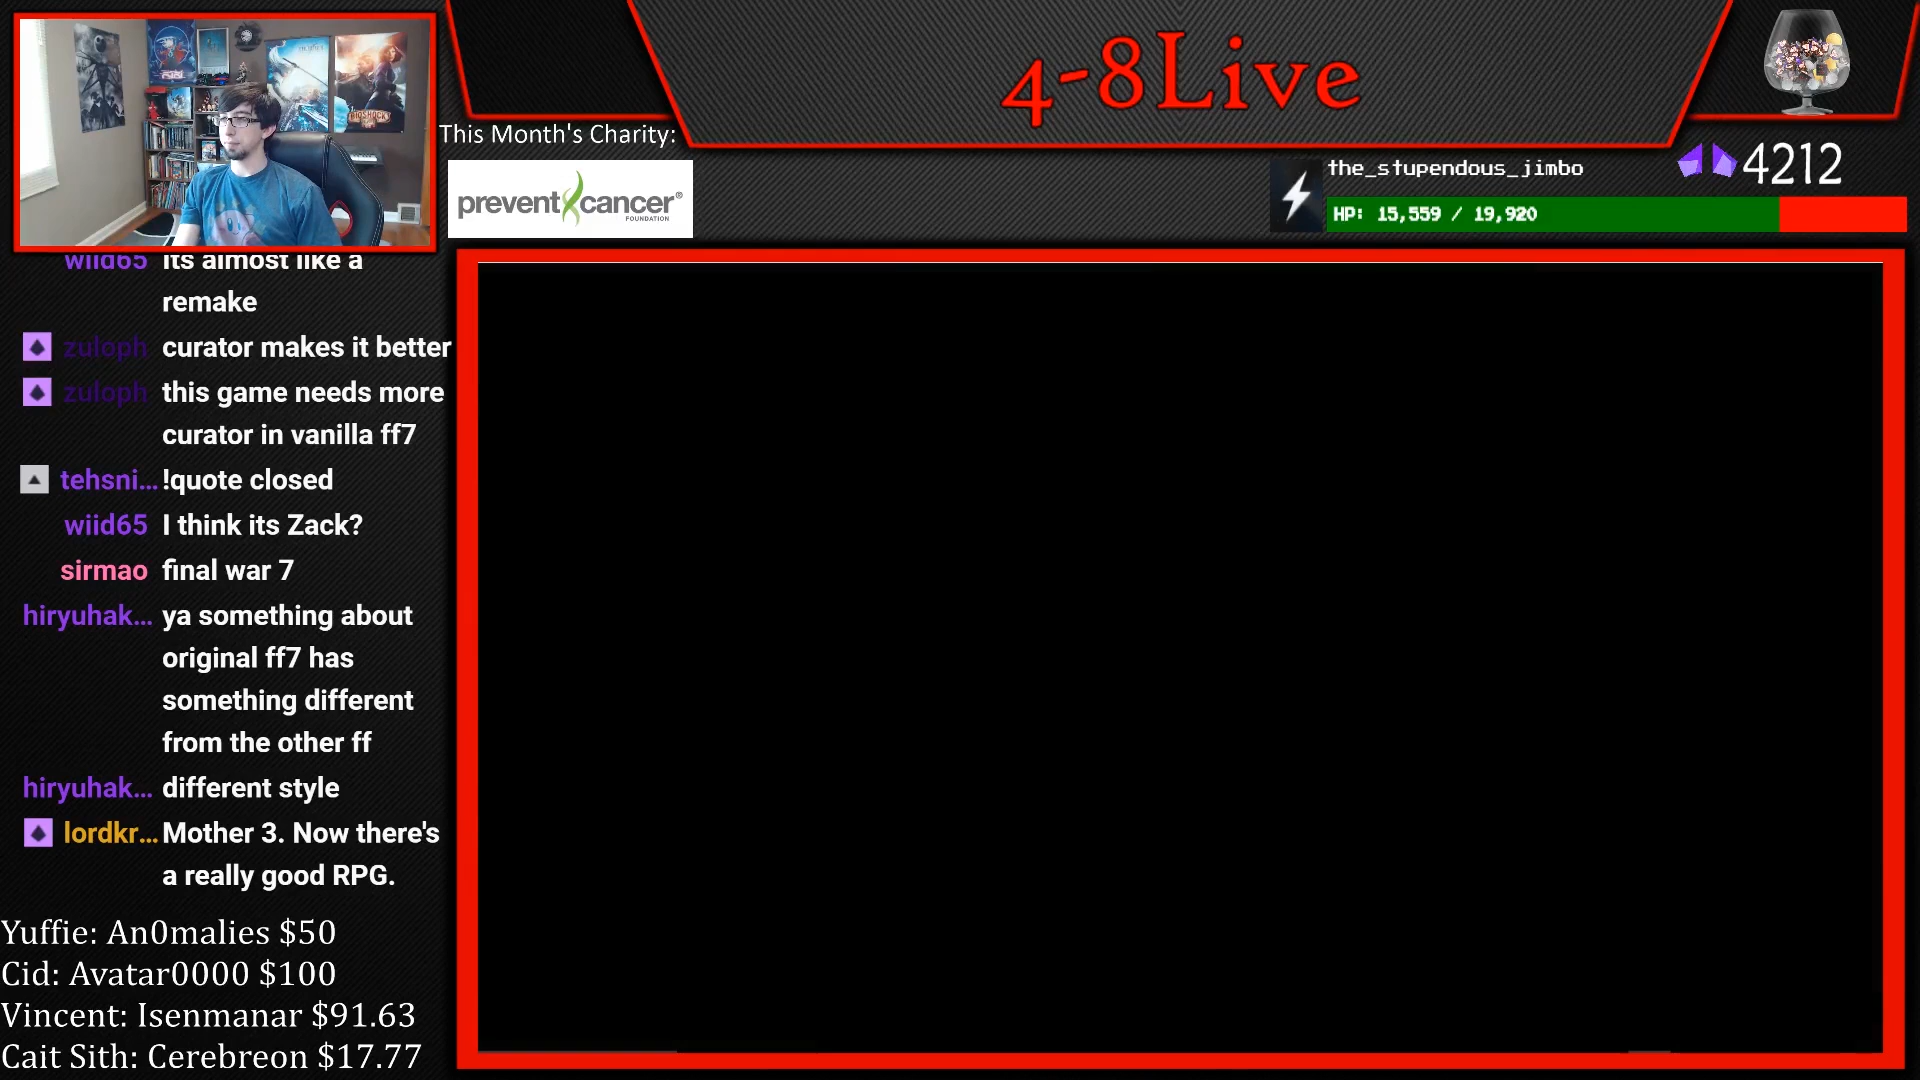 4-8Live
This Month's Charity:
prevent cancer®
FOUNDATION
the_stupendous_jimbo
4212
HP: 15,559 / 19,920
BIOSHOCK
wiid65 its almost like a
remake
zuloph curator makes it better
zuloph this game needs more
curator in vanilla ff7
tehsni... !quote closed
wiid65 I think its Zack?
sirmao final war 7
hiryuhak... ya something about
original ff7 has
something different
from the other ff
hiryuhak... different style
lordkr... Mother 3. Now there's
a really good RPG.
Yuffie: An0malies $50
Cid: Avatar0000 $100
Vincent: Isenmanar $91.63
Cait Sith: Cerebreon $17.77